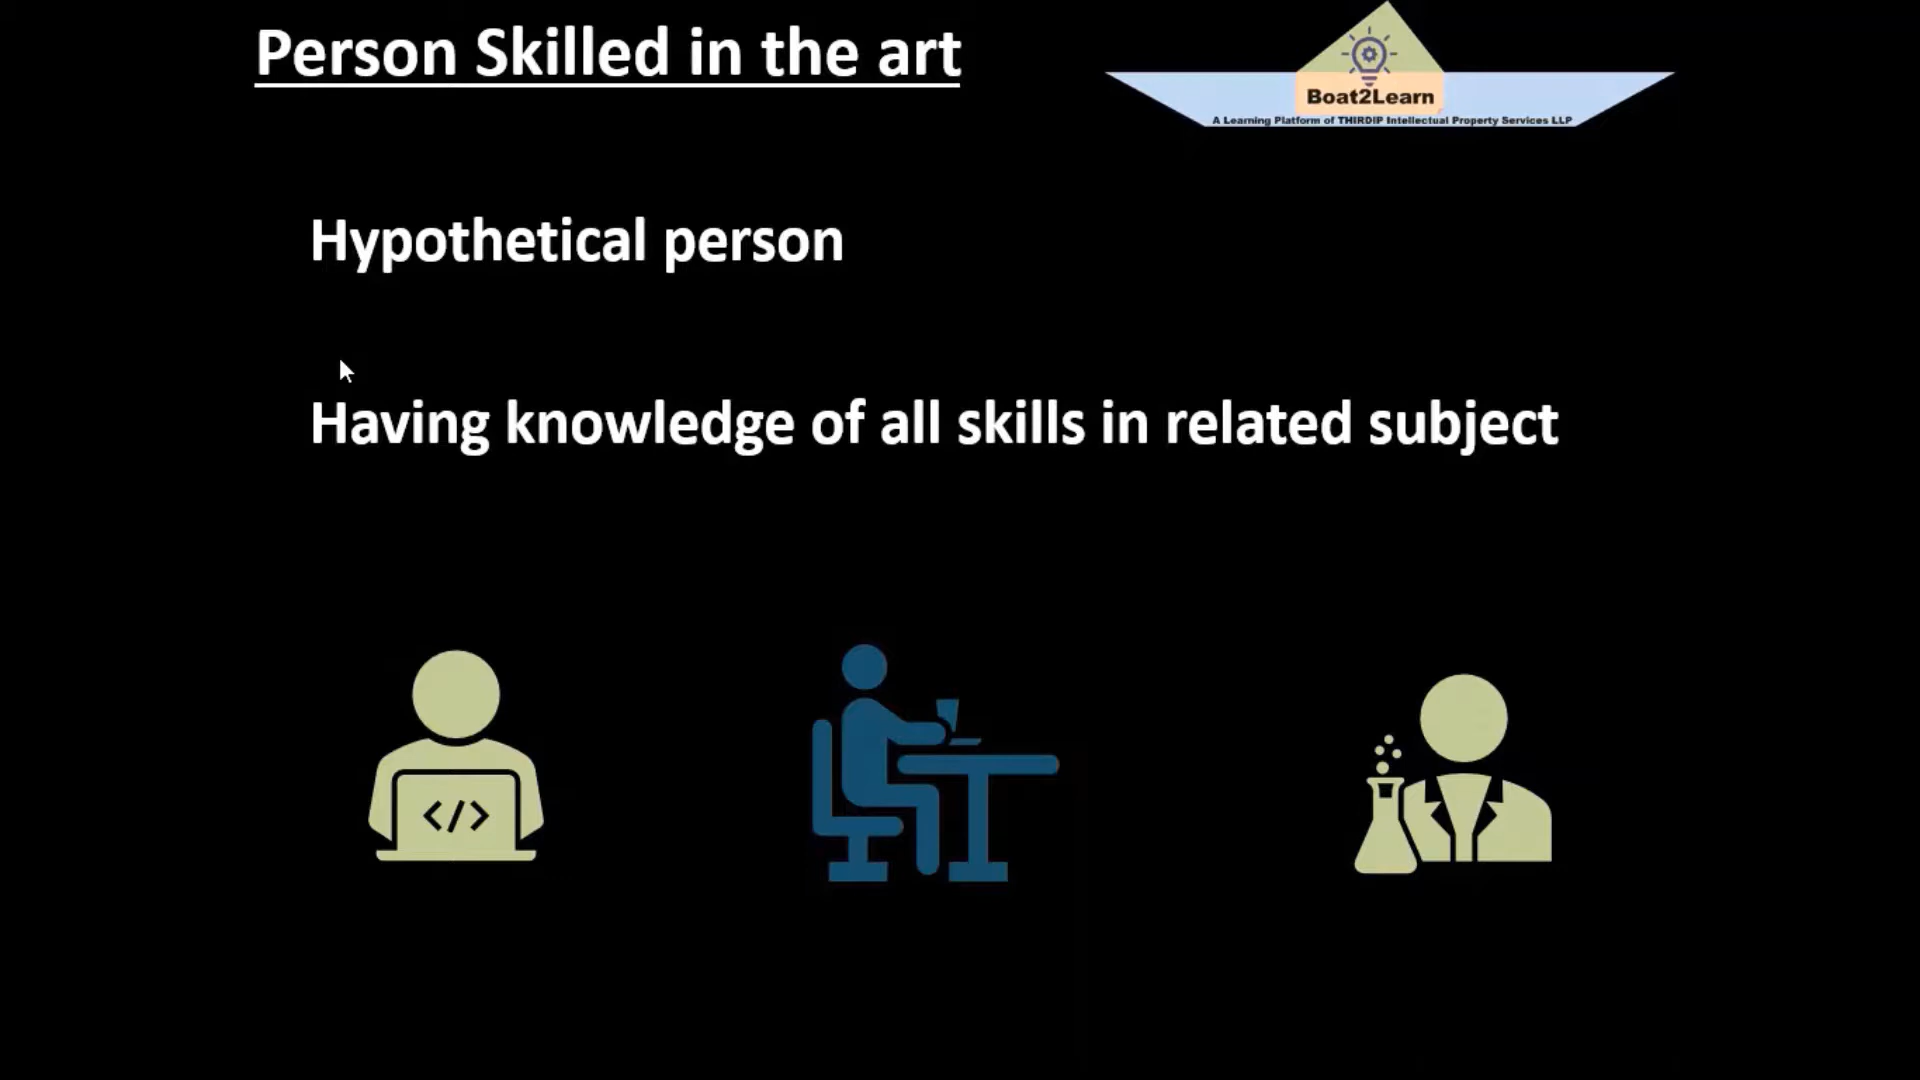 Person Skilled in the art
Boat2Learn
A Learning Platform of THIRDIP Intellectual Property Services LLP
Hypothetical person
Having knowledge of all skills in related subject
</>